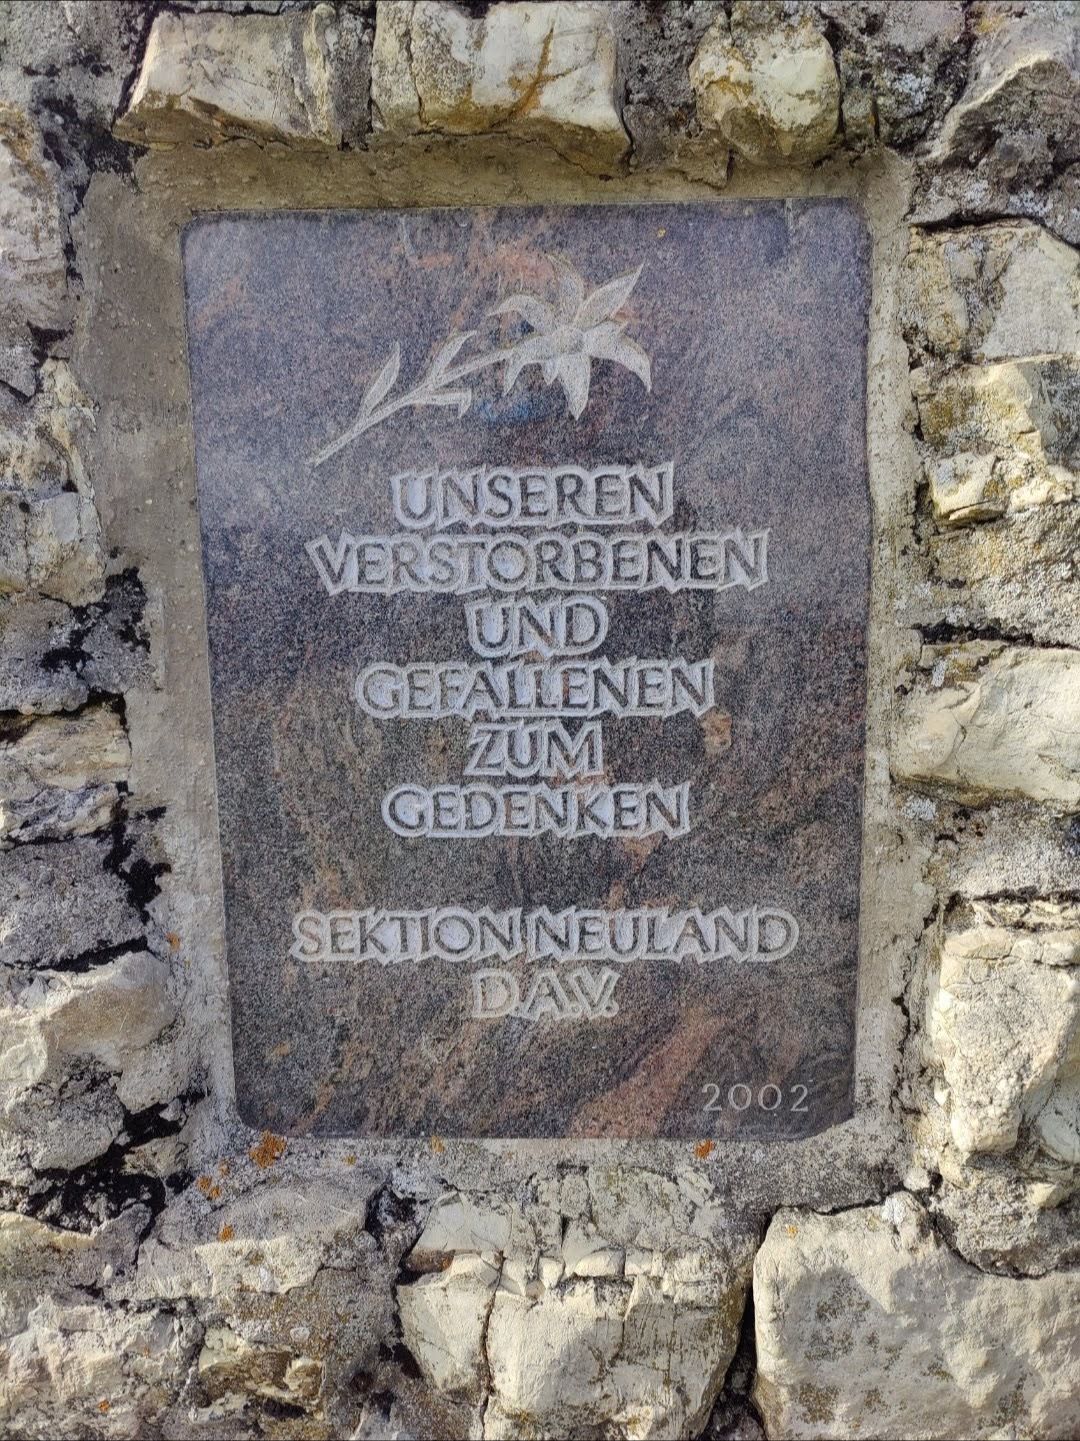 UNSEREN
VERSTORBENEN
UND
GEFALLENEN
ZUM
GEDENKEN
SEKTION NEULAND
D.A.V.
2002